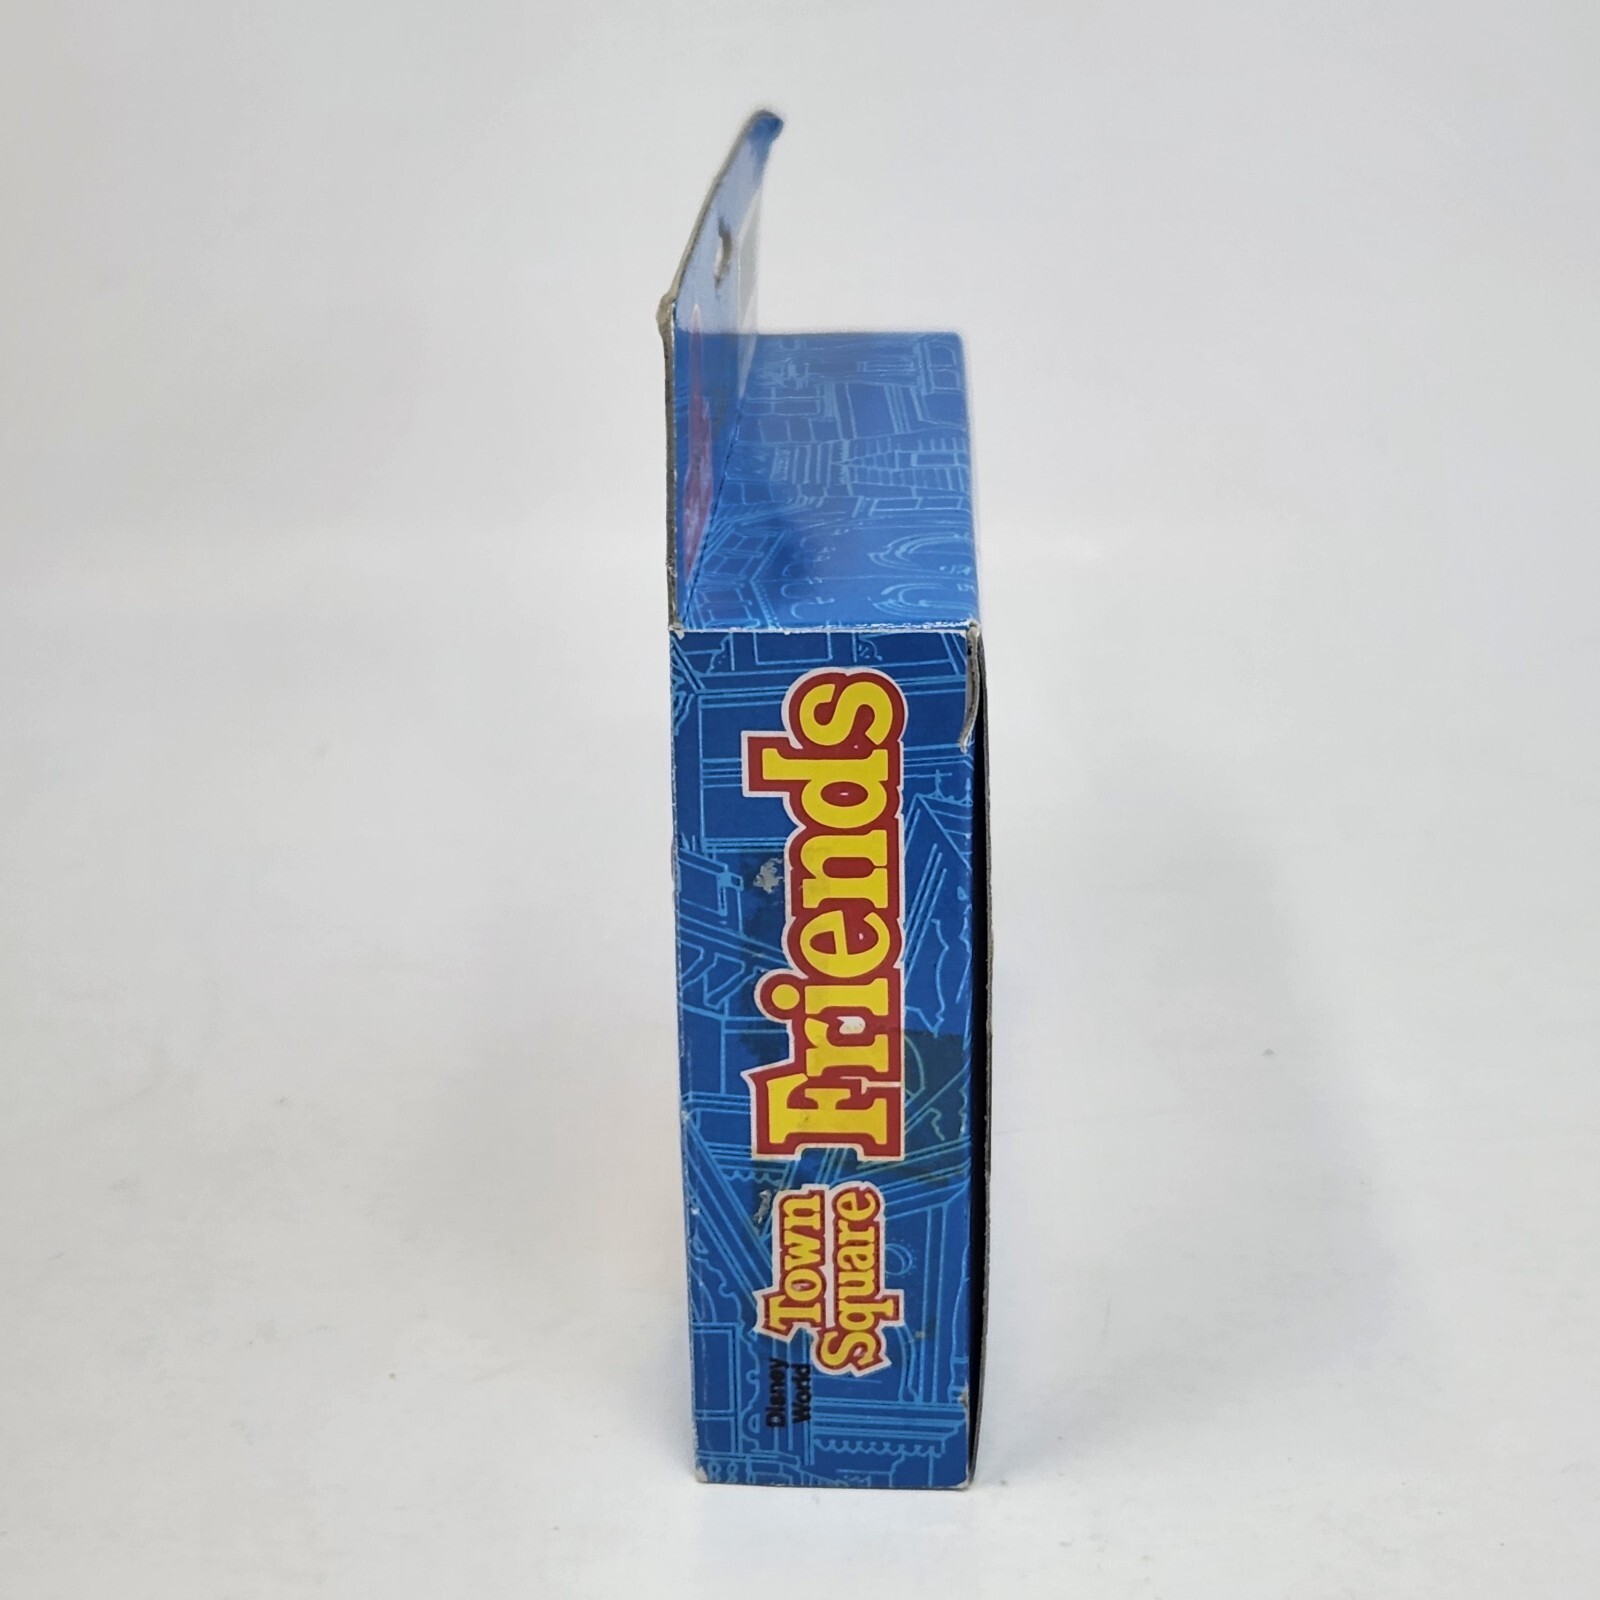 Disney
World
Town
Square
Friends